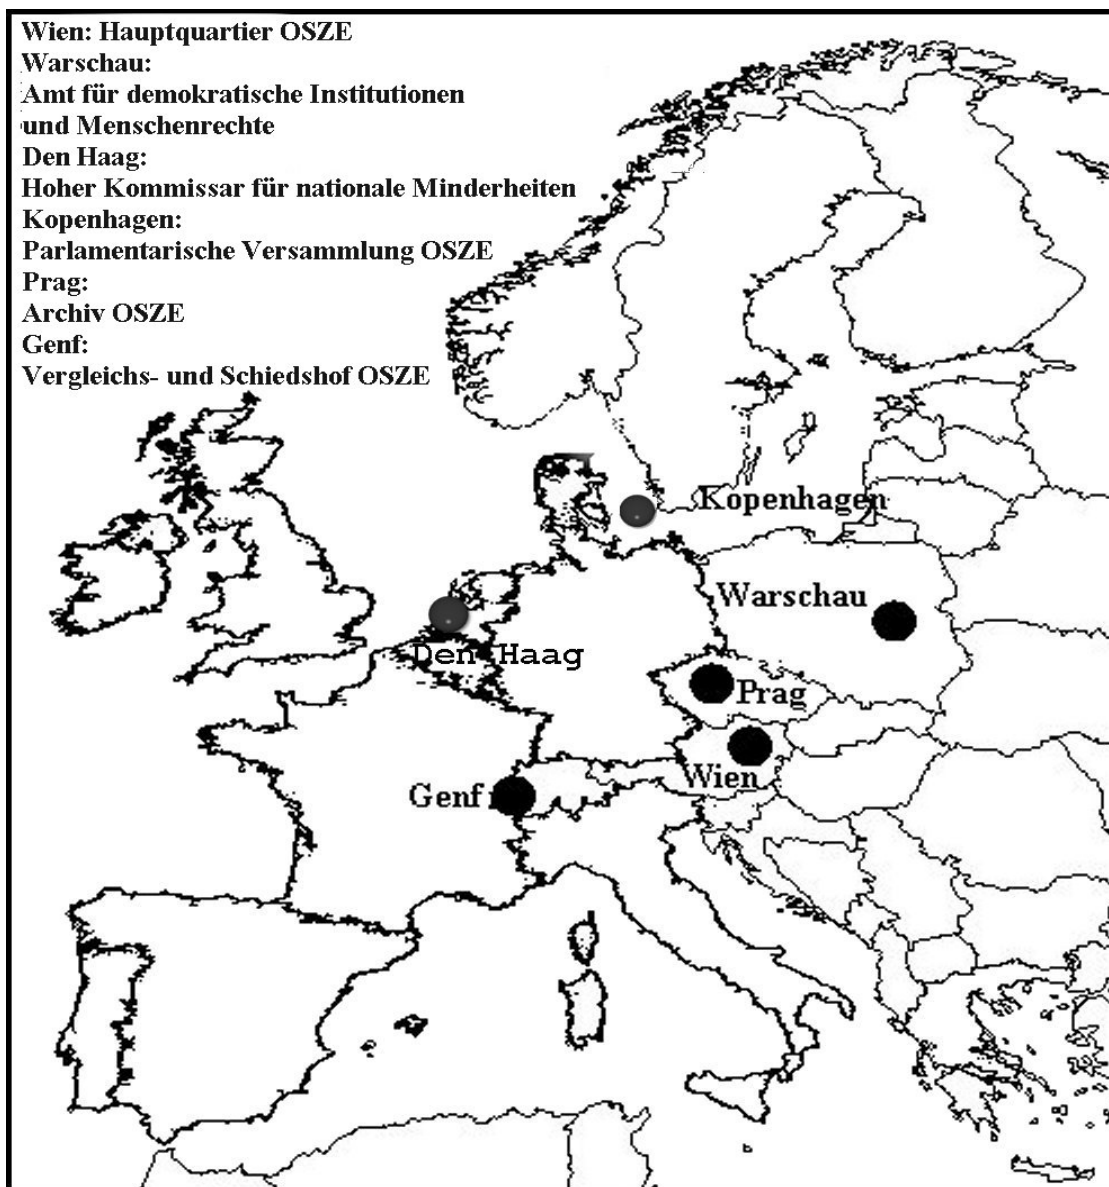 Wien: Hauptquartier OSZE
Warschau:
Amt für demokratische Institutionen
und Menschenrechte
Den Haag:
Hoher Kommissar für nationale Minderheiten
Kopenhagen:
Parlamentarische Versammlung OSZE
Prag:
Archiv OSZE
Genf:
Vergleichs- und Schiedshof OSZE
Kopenhagen
Warschau
Den Haag
Prag
Wien
Genf